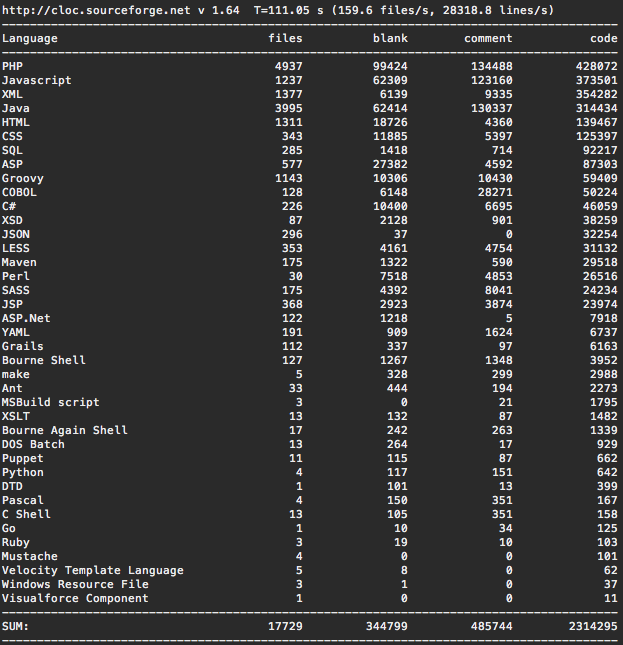 http://cloc.sourceforge.net v 1.64  T=111.05 s (159.6 files/s, 28318.8 lines/s)
Language files blank comment code
PHP 4937 99424 134488 428072
Javascript 1237 62309 123160 373501
XML 1377 6139 9335 354282
Java 3995 62414 130337 314434
HTML 1311 18726 4360 139467
CSS 343 11885 5397 125397
SQL 285 1418 714 92217
ASP 577 27382 4592 87303
Groovy 1143 10306 10430 59409
COBOL 128 6148 28271 50224
C# 226 10400 6695 46059
XSD 87 2128 901 38259
JSON 296 37 0 32254
LESS 353 4161 4754 31132
Maven 175 1322 590 29518
Perl 30 7518 4853 26516
SASS 175 4392 8041 24234
JSP 368 2923 3874 23974
ASP.Net 122 1218 5 7918
YAML 191 909 1624 6737
Grails 112 337 97 6163
Bourne Shell 127 1267 1348 3952
make 5 328 299 2988
Ant 33 444 194 2273
MSBuild script 3 0 21 1795
XSLT 13 132 87 1482
Bourne Again Shell 17 242 263 1339
DOS Batch 13 264 17 929
Puppet 11 115 87 662
Python 4 117 151 642
DTD 1 101 13 399
Pascal 4 150 351 167
C Shell 13 105 351 158
Go 1 10 34 125
Ruby 3 19 10 103
Mustache 4 0 0 101
Velocity Template Language 5 8 0 62
Windows Resource File 3 1 0 37
Visualforce Component 1 0 0 11
SUM: 17729 344799 485744 2314295